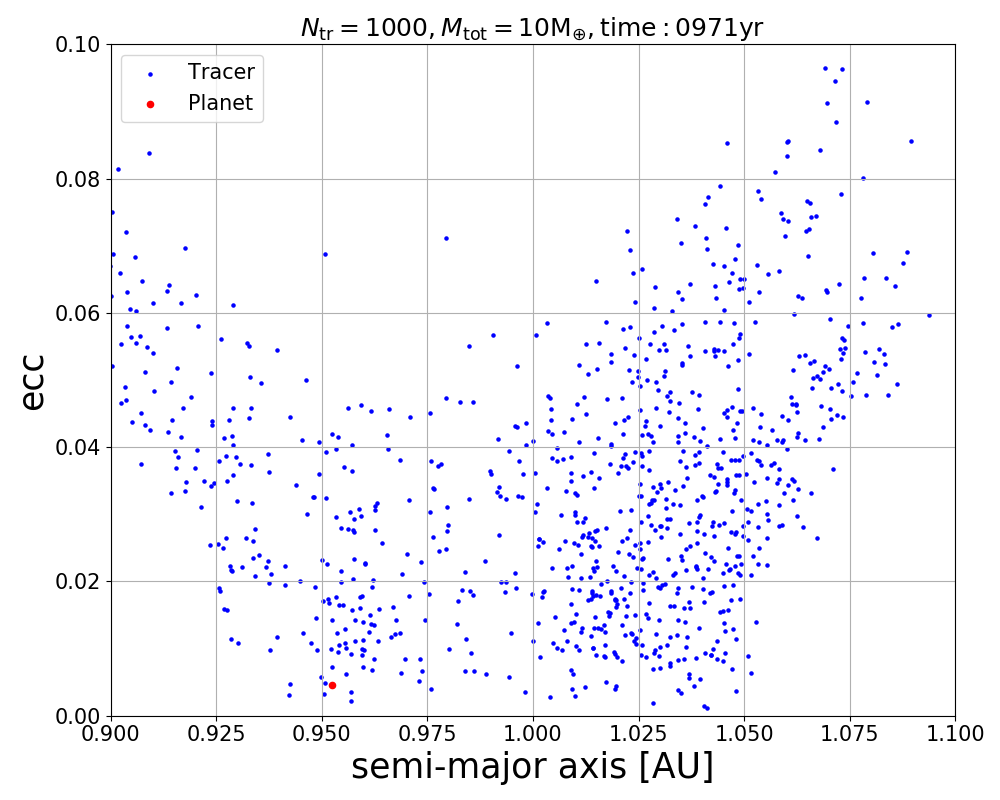 N_tr = 1000, M_tot = 10M_⊕, time : 0971yr
Tracer
Planet
ecc
0.10
0.08
0.06
0.04
0.02
0.00
0.900 0.925 0.950 0.975 1.000 1.025 1.050 1.075 1.100
semi-major axis [AU]